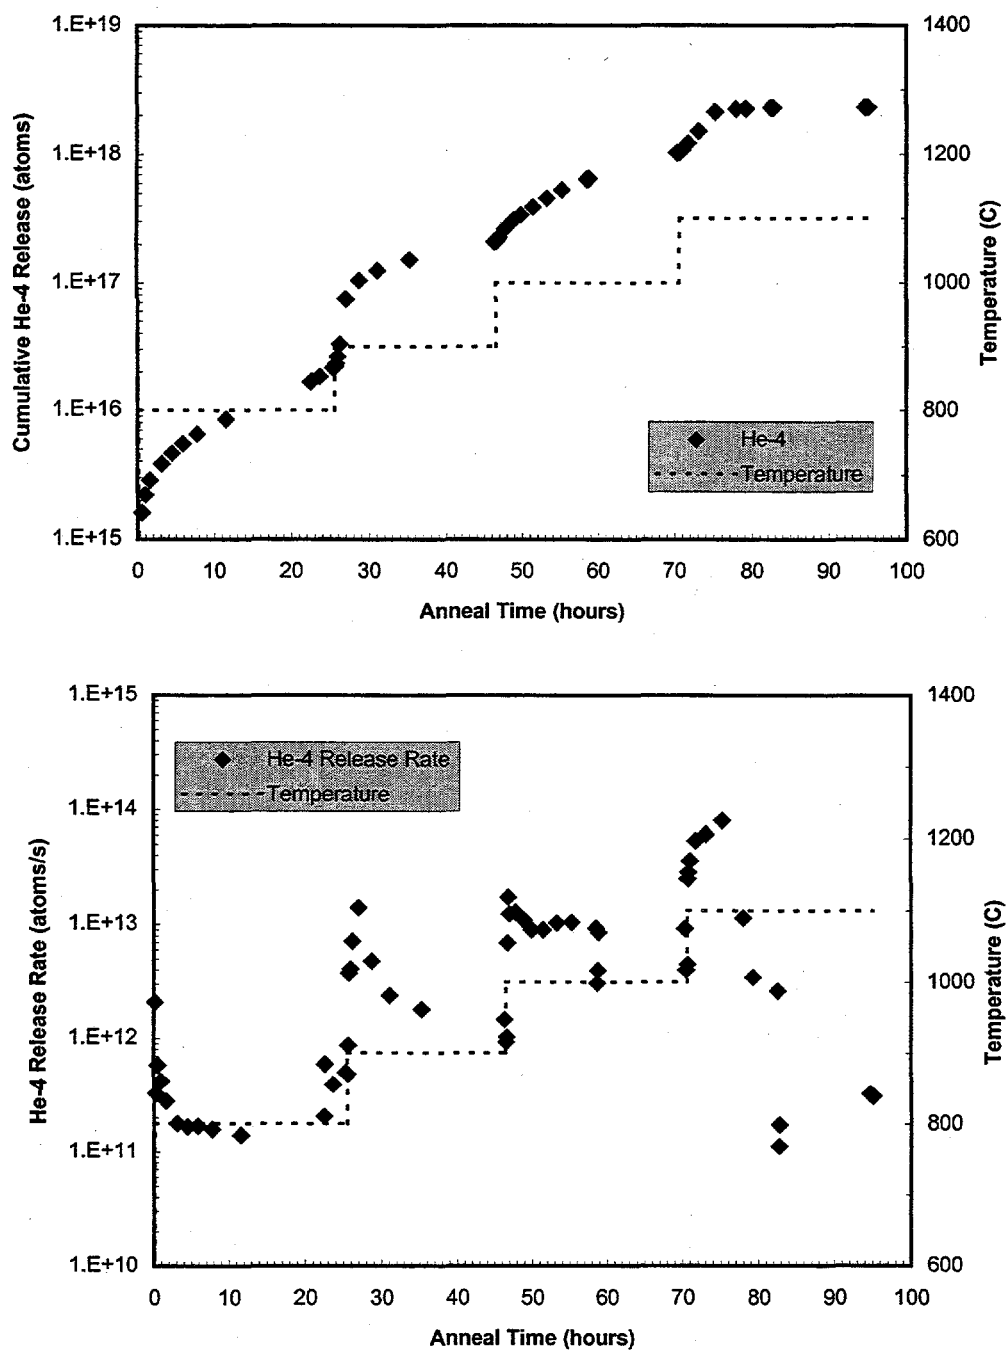 1.E+19
1.E+18
1.E+17
1.E+16
1.E+15
Cumulative He-4 Release (atoms)
1400
1200
1000
800
600
Temperature (C)
He-4
Temperature
0 10 20 30 40 50 60 70 80 90 100
Anneal Time (hours)
1.E+15
1.E+14
1.E+13
1.E+12
1.E+11
1.E+10
He-4 Release Rate (atoms/s)
1400
1200
1000
800
600
Temperature (C)
He-4 Release Rate
Temperature
0 10 20 30 40 50 60 70 80 90 100
Anneal Time (hours)